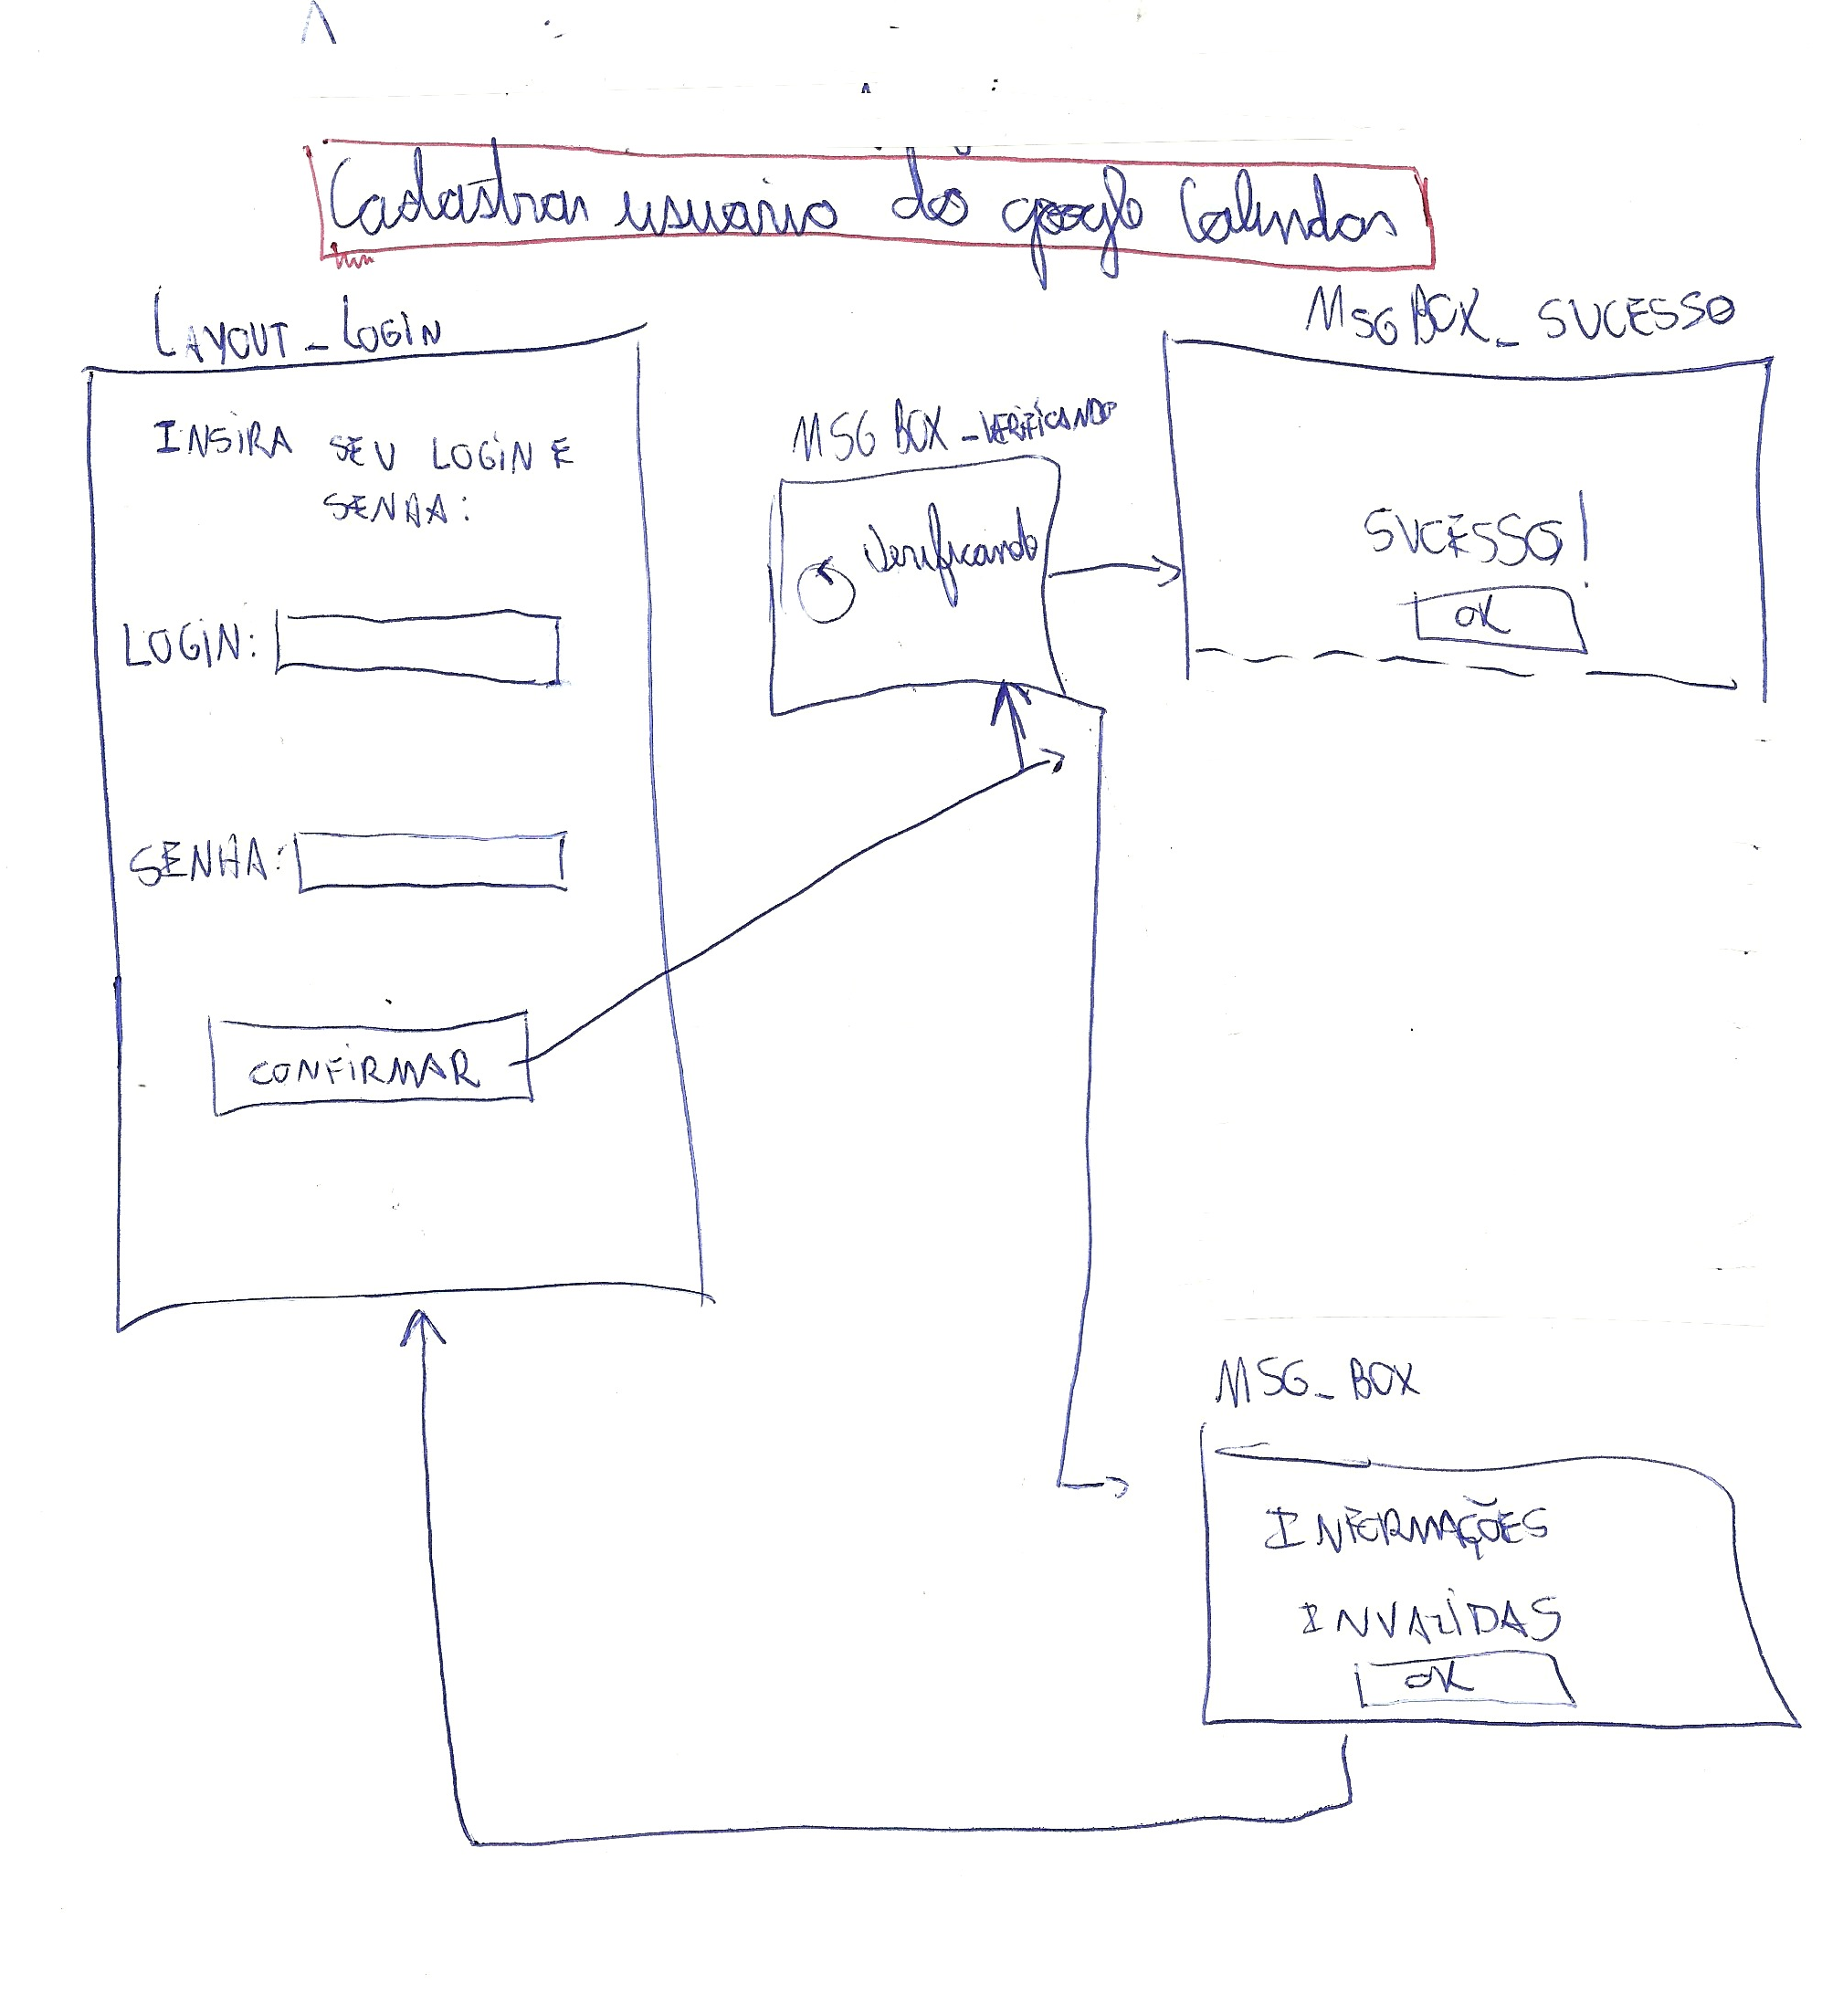 Cadastrar usuario do google Calendar
LAYOUT_LOGIN
INSIRA SEU LOGIN E
SENHA:
LOGIN:
SENHA:
CONFIRMAR
MSG BOX_VERIFICANDO
Verificando
MSG BOX_SUCESSO
SUCESSO!
OK
MSG_BOX
INFORMAÇÕES
INVALIDAS
OK